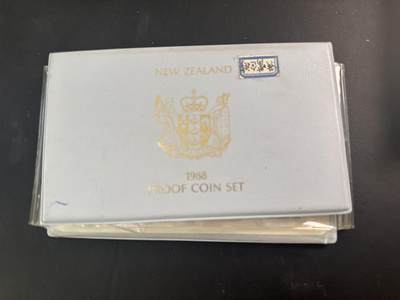 NEW ZEALAND
1988
PROOF COIN SET